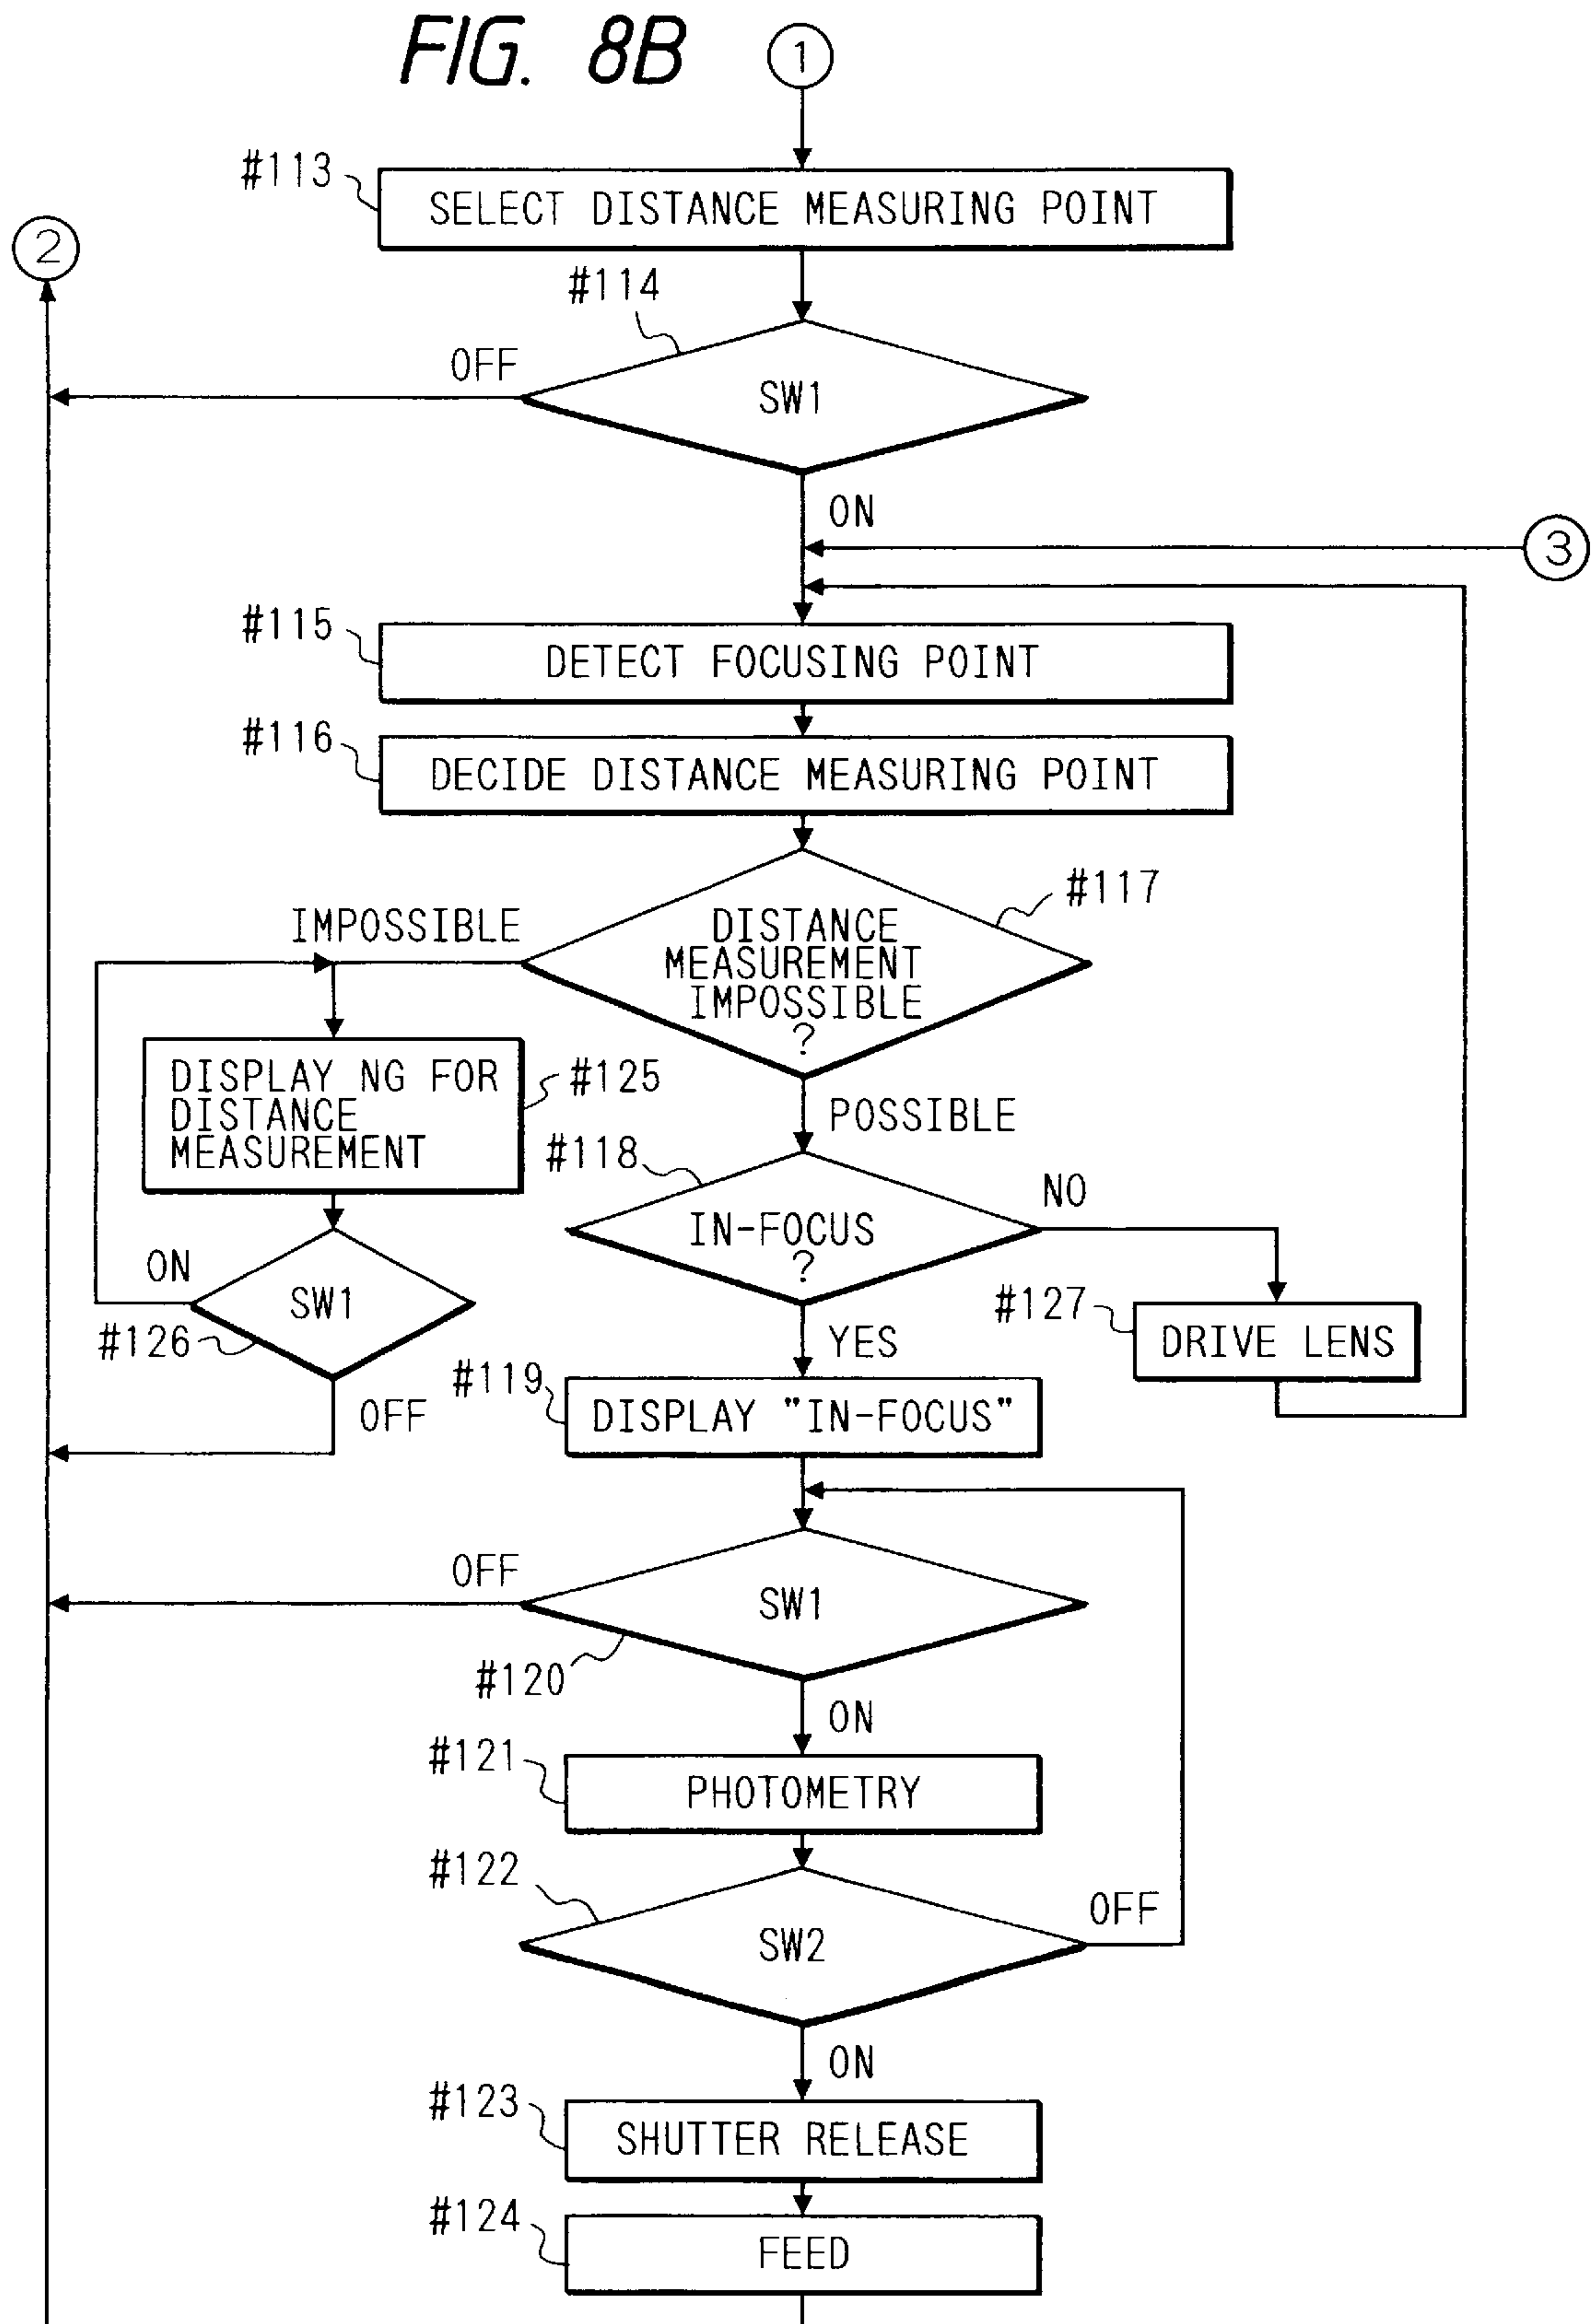 FIG. 8B
1
#113
SELECT DISTANCE MEASURING POINT
2
#114
OFF
SW1
ON
3
#115
DETECT FOCUSING POINT
#116
DECIDE DISTANCE MEASURING POINT
#117
IMPOSSIBLE
DISTANCE
MEASUREMENT
IMPOSSIBLE
?
DISPLAY NG FOR
DISTANCE
MEASUREMENT
#125
POSSIBLE
#118
IN-FOCUS
?
NO
ON
SW1
#126
OFF
#127
DRIVE LENS
YES
#119
DISPLAY "IN-FOCUS"
OFF
SW1
#120
ON
#121
PHOTOMETRY
#122
SW2
OFF
ON
#123
SHUTTER RELEASE
#124
FEED